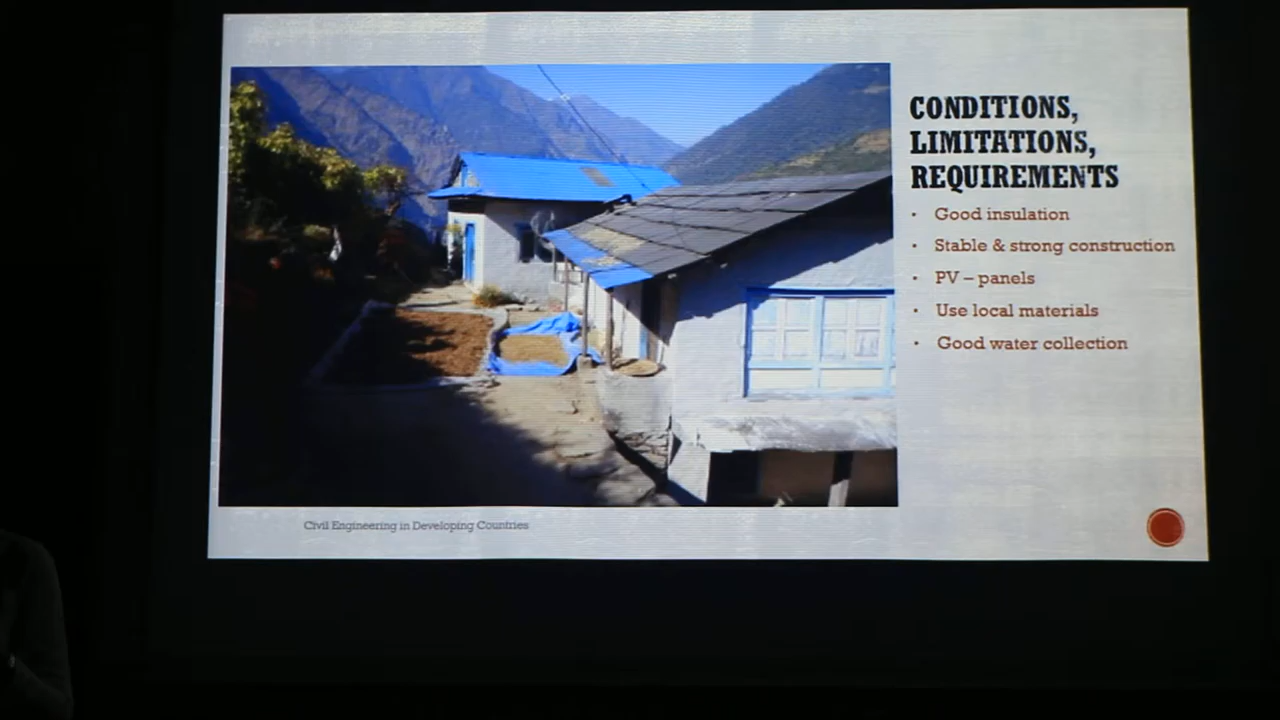 CONDITIONS,
LIMITATIONS,
REQUIREMENTS
• Good insulation
• Stable & strong construction
• PV – panels
• Use local materials
• Good water collection
Civil Engineering in Developing Countries